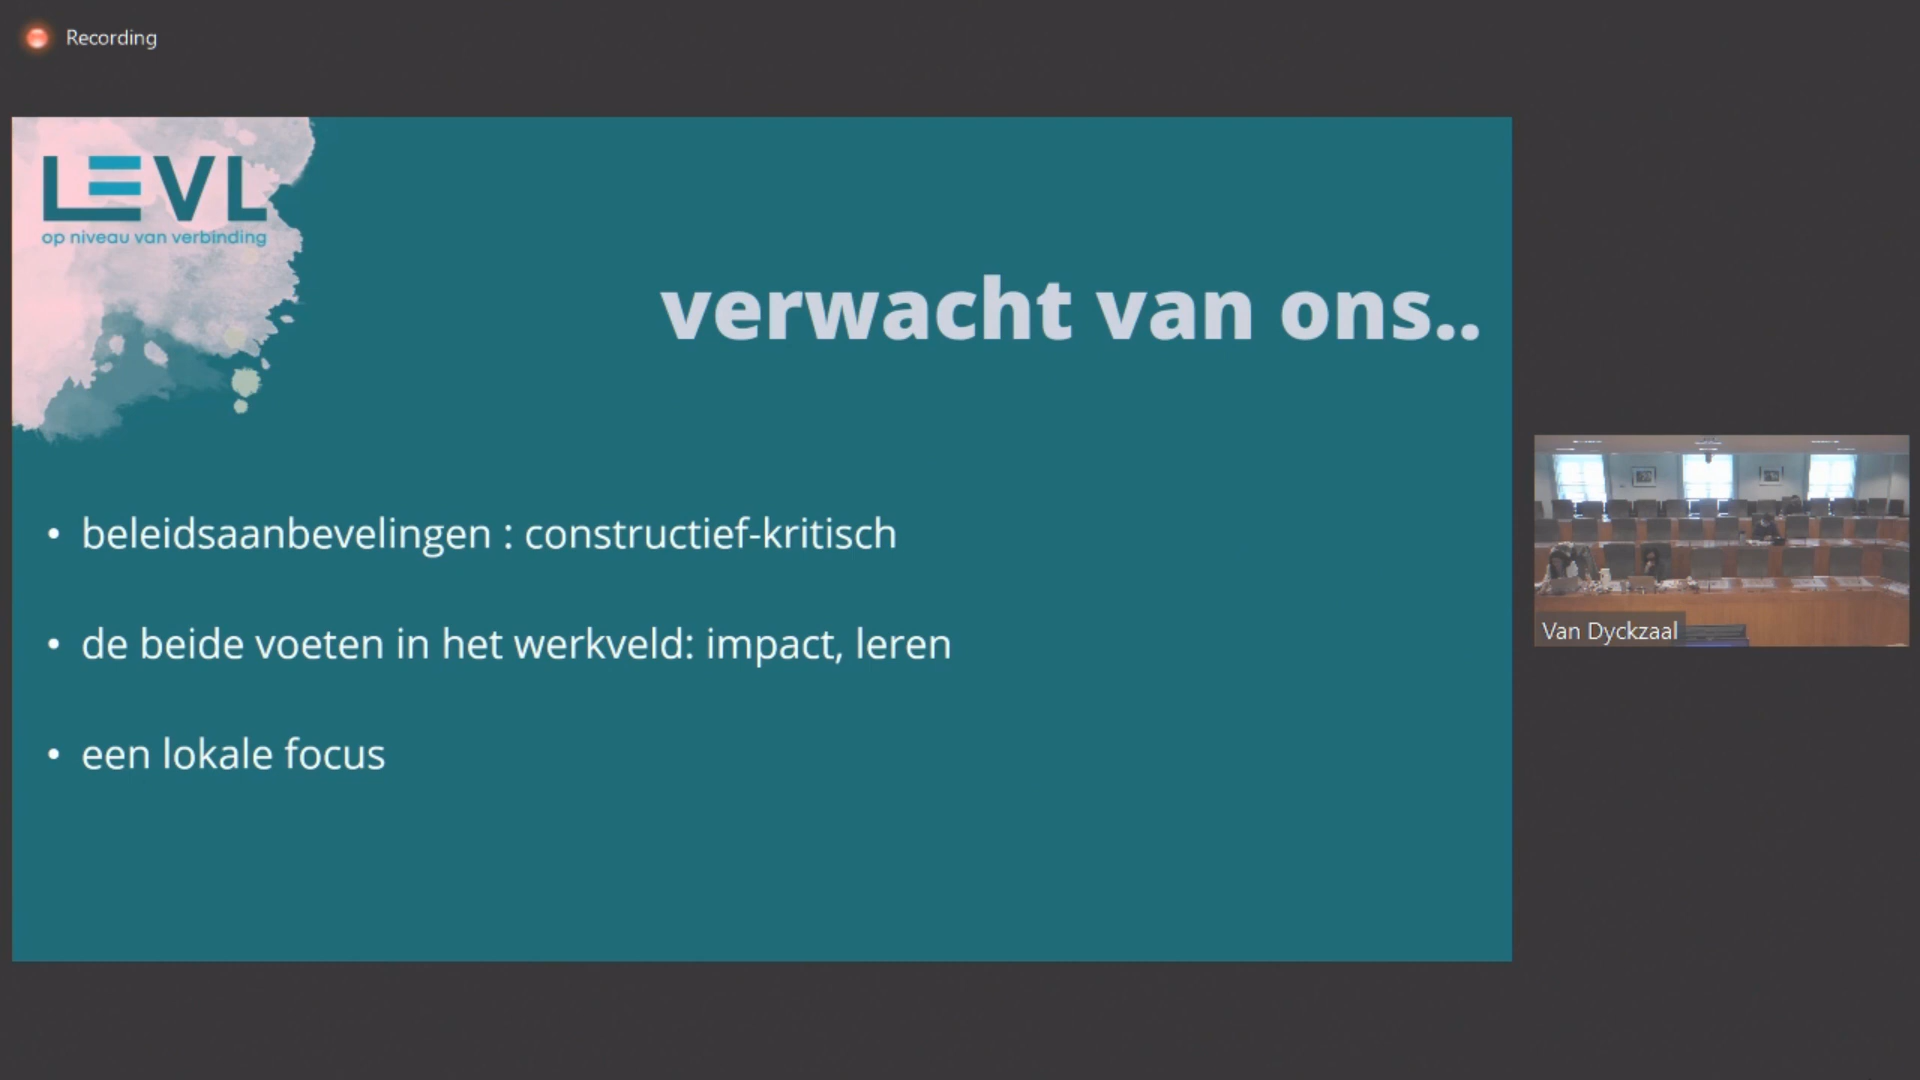 Recording
LEVL
op niveau van verbinding
verwacht van ons..
• beleidsaanbevelingen : constructief-kritisch
• de beide voeten in het werkveld: impact, leren
• een lokale focus
Van Dyckzaal